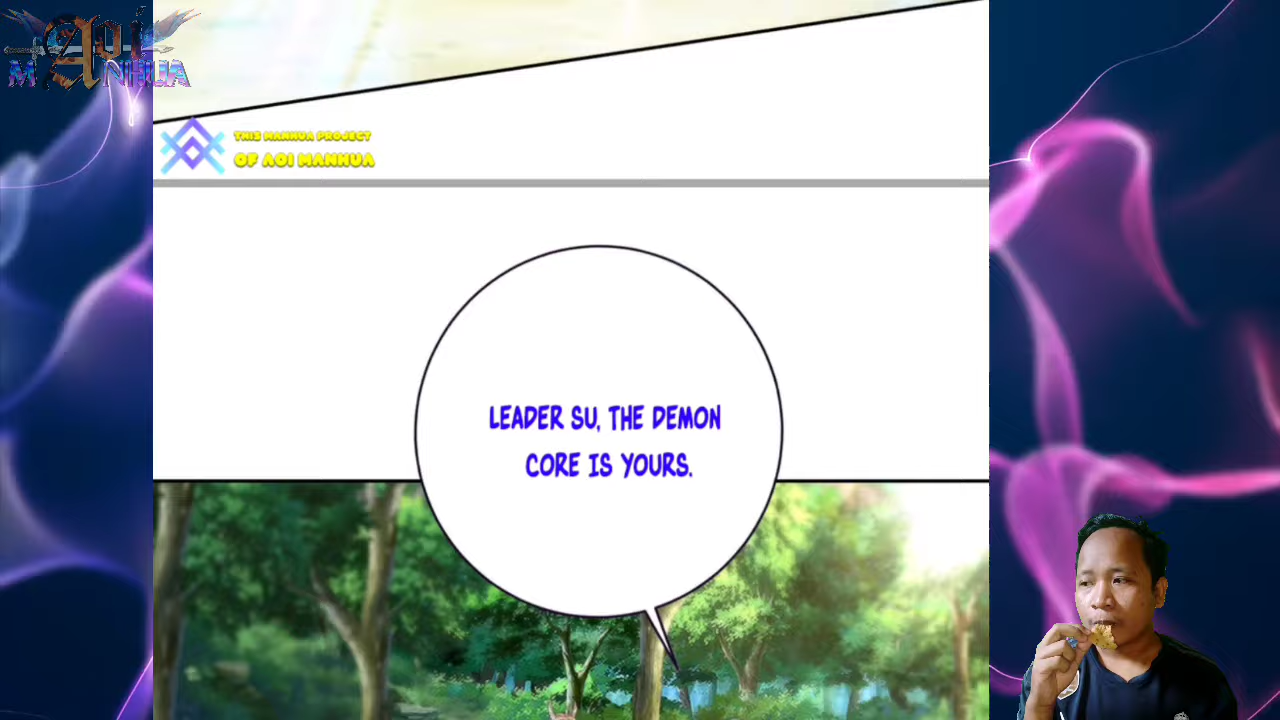 Aoi
MANHUA
THIS MANHUA PROJECT
OF AOI MANHUA
LEADER SU, THE DEMON
CORE IS YOURS.